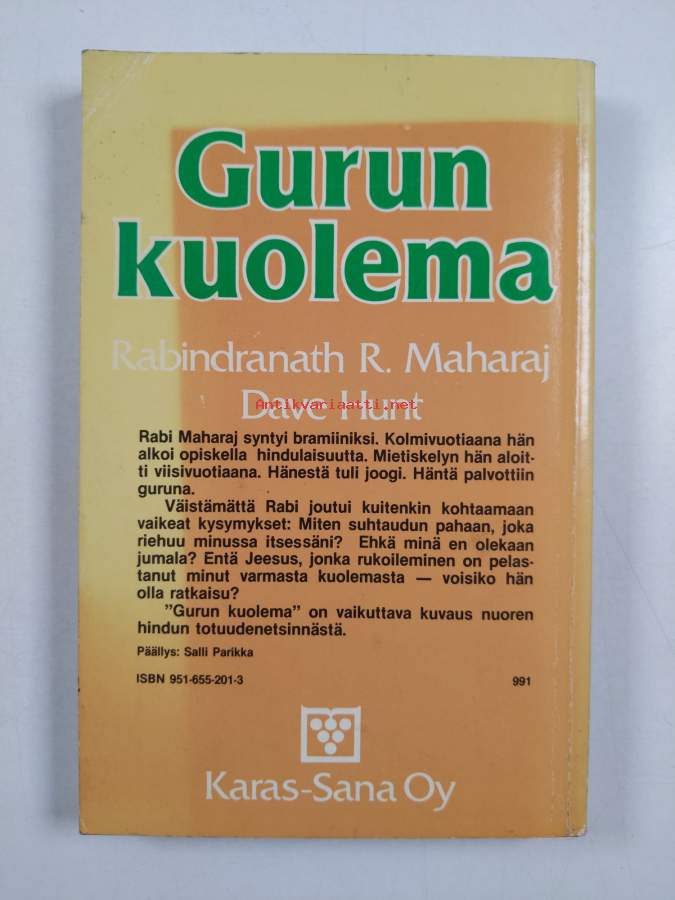 Gurun
kuolema
Rabindranath R. Maharaj
Dave Hunt
Antikvariaatti.net
Rabi Maharaj syntyi bramiiniksi. Kolmivuotiaana hän
alkoi opiskella hindulaisuutta. Mietiskelyn hän aloit-
ti viisivuotiaana. Hänestä tuli joogi. Häntä palvottiin
guruna.
Väistämättä Rabi joutui kuitenkin kohtaamaan
vaikeat kysymykset: Miten suhtaudun pahaan, joka
riehuu minussa itsessäni? Ehkä minä en olekaan
jumala? Entä Jeesus, jonka rukoileminen on pelas-
tanut minut varmasta kuolemasta — voisiko hän
olla ratkaisu?
”Gurun kuolema” on vaikuttava kuvaus nuoren
hindun totuudenetsinnästä.
Päällys: Salli Parikka
ISBN 951-655-201-3 991
Karas-Sana Oy